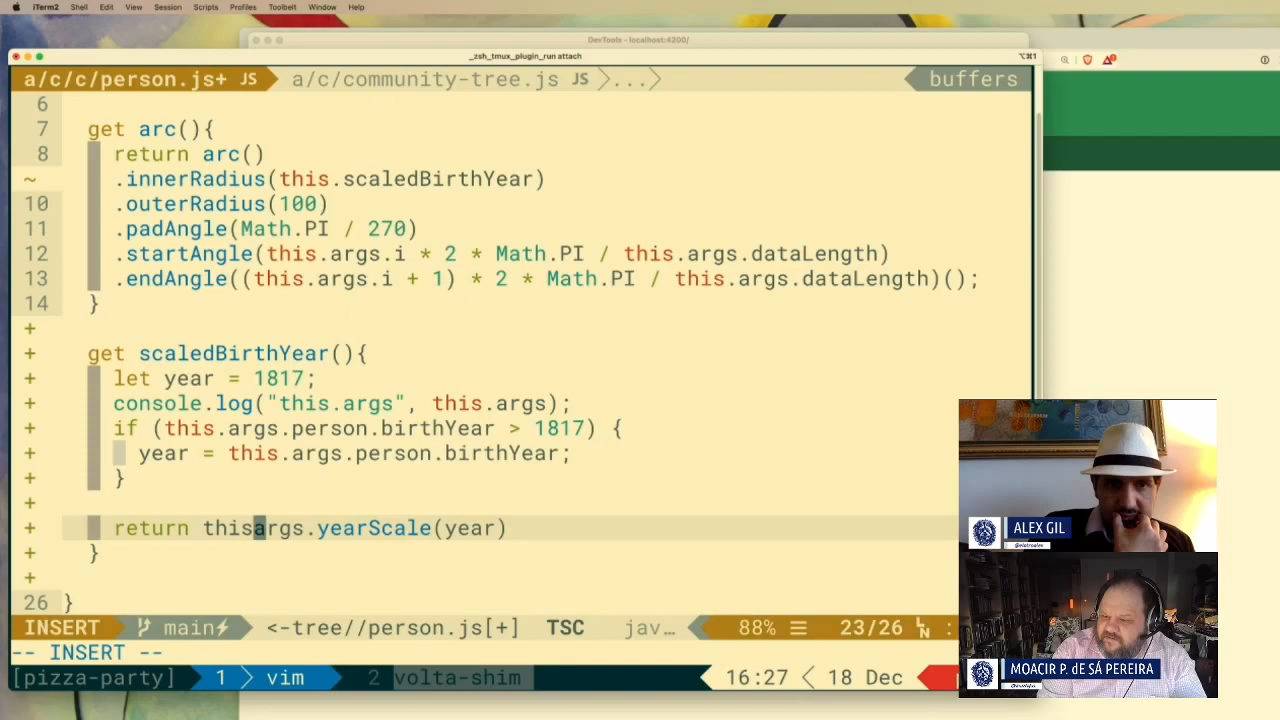 iTerm2 Shell Edit View Session Scripts Profiles Toolbelt Window Help
DevTools - localhost:4200/
_zsh_tmux_plugin_run attach
⌥⌘1
a/c/c/person.js+ JS a/c/community-tree.js JS ... buffers
6
7 get arc(){
8 return arc()
~ .innerRadius(this.scaledBirthYear)
10 .outerRadius(100)
11 .padAngle(Math.PI / 270)
12 .startAngle(this.args.i * 2 * Math.PI / this.args.dataLength)
13 .endAngle((this.args.i + 1) * 2 * Math.PI / this.args.dataLength)();
14 }
+
+ get scaledBirthYear(){
+ let year = 1817;
+ console.log("this.args", this.args);
+ if (this.args.person.birthYear > 1817) {
+ year = this.args.person.birthYear;
+ }
+
+ return thisargs.yearScale(year)
+ }
+
26 }
INSERT main⚡ <-tree//person.js[+] TSC jav… 88% ☰ 23/26 LN :
-- INSERT --
[pizza-party] 1 vim 2 volta-shim 16:27 18 Dec
ALEX GIL
@elotroalex
MOACIR P. dE SÁ PEREIRA